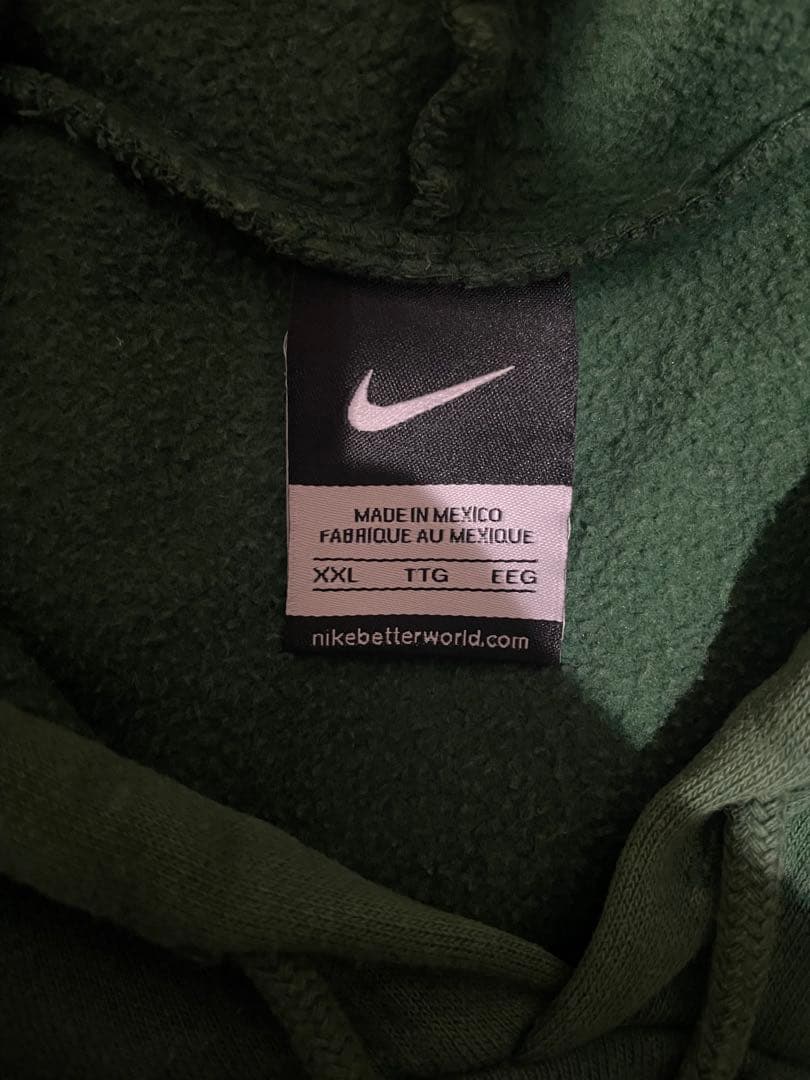 MADE IN MEXICO
FABRIQUE AU MEXIQUE
XXL TTG EEG
nikebetterworld.com